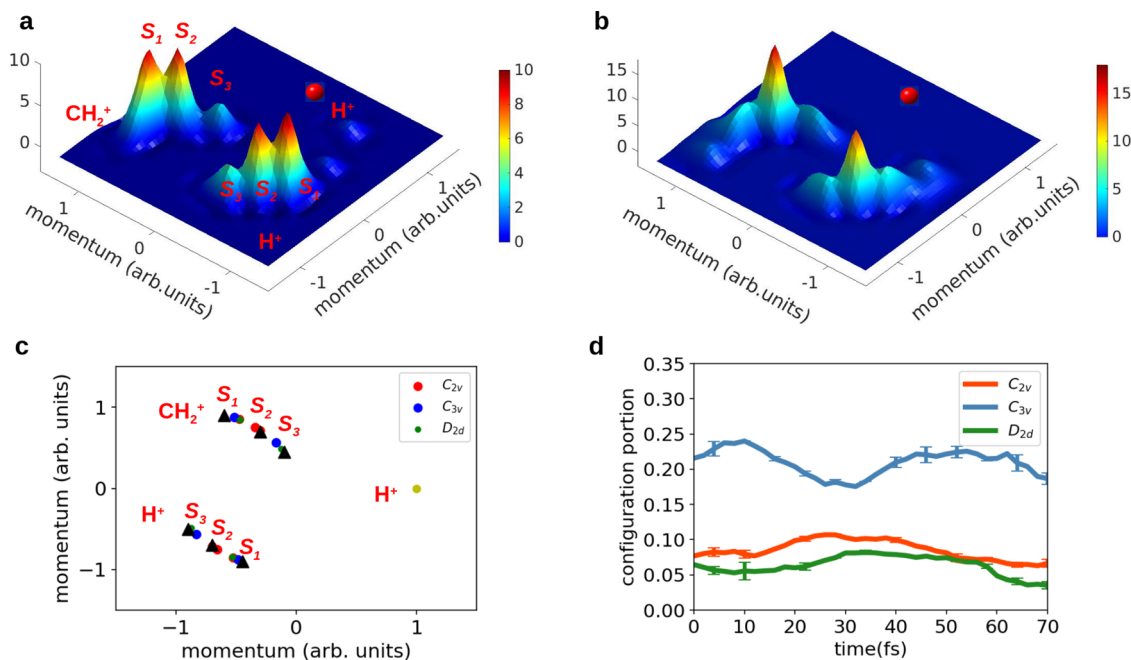 a
S1 S2
S3
CH2+
H+
S3 S2 S1
H+
10
5
0
1
0
-1
momentum (arb.units)
1
0
-1
momentum (arb.units)
10
8
6
4
2
0
b
15
10
5
0
1
0
-1
momentum (arb.units)
1
0
-1
momentum (arb.units)
15
10
5
0
c
momentum (arb. units)
1
0
−1
CH2+
S1
S2
S3
C2v
C3v
D2d
H+
S3
S2
S1
H+
−1 0 1
momentum (arb. units)
d
configuration portion
0.35
0.30
0.25
0.20
0.15
0.10
0.05
0.00
C2v
C3v
D2d
0 10 20 30 40 50 60 70
time(fs)